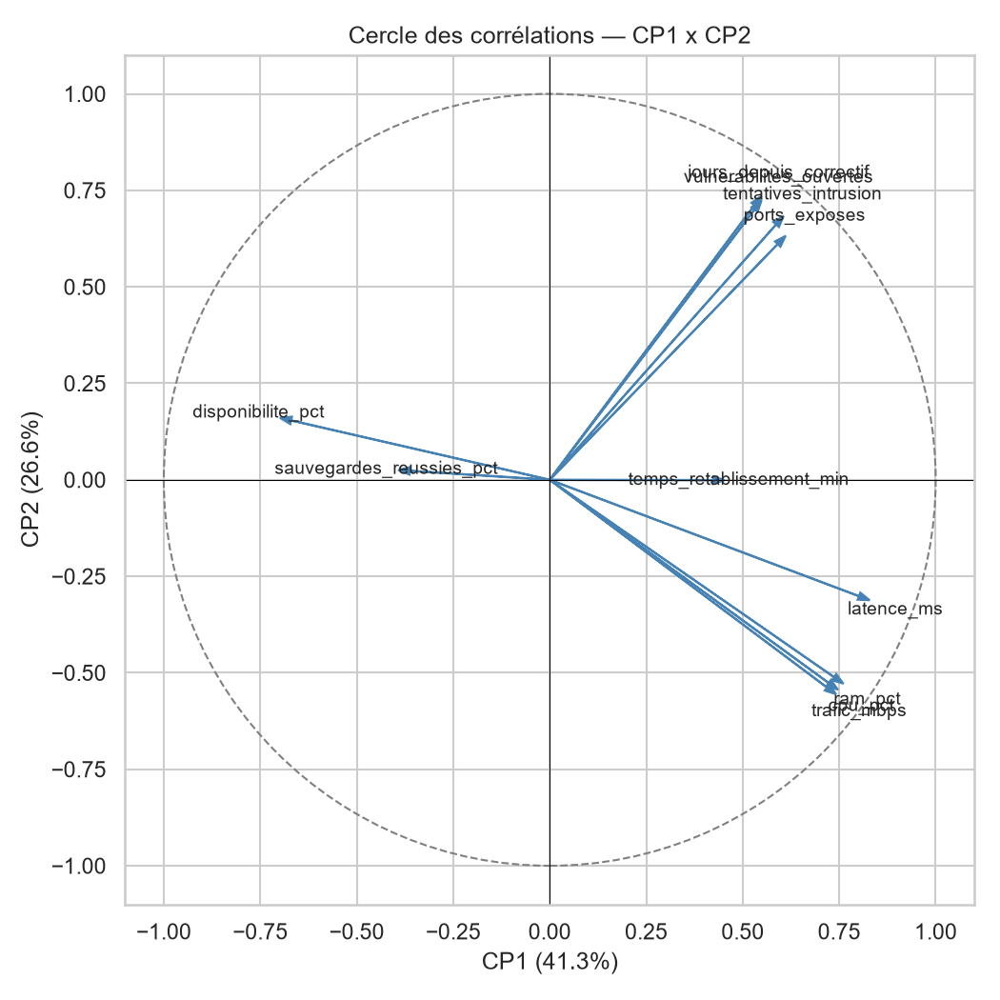 Cercle des corrélations — CP1 x CP2
1.00
0.75
0.50
0.25
0.00
−0.25
−0.50
−0.75
−1.00
CP2 (26.6%)
jours_depuis_correctif
vulnerabilites_ouvertes
tentatives_intrusion
ports_exposes
disponibilite_pct
sauvegardes_reussies_pct
temps_retablissement_min
latence_ms
ram_pct
cpu_pct
trafic_mbps
−1.00 −0.75 −0.50 −0.25 0.00 0.25 0.50 0.75 1.00
CP1 (41.3%)